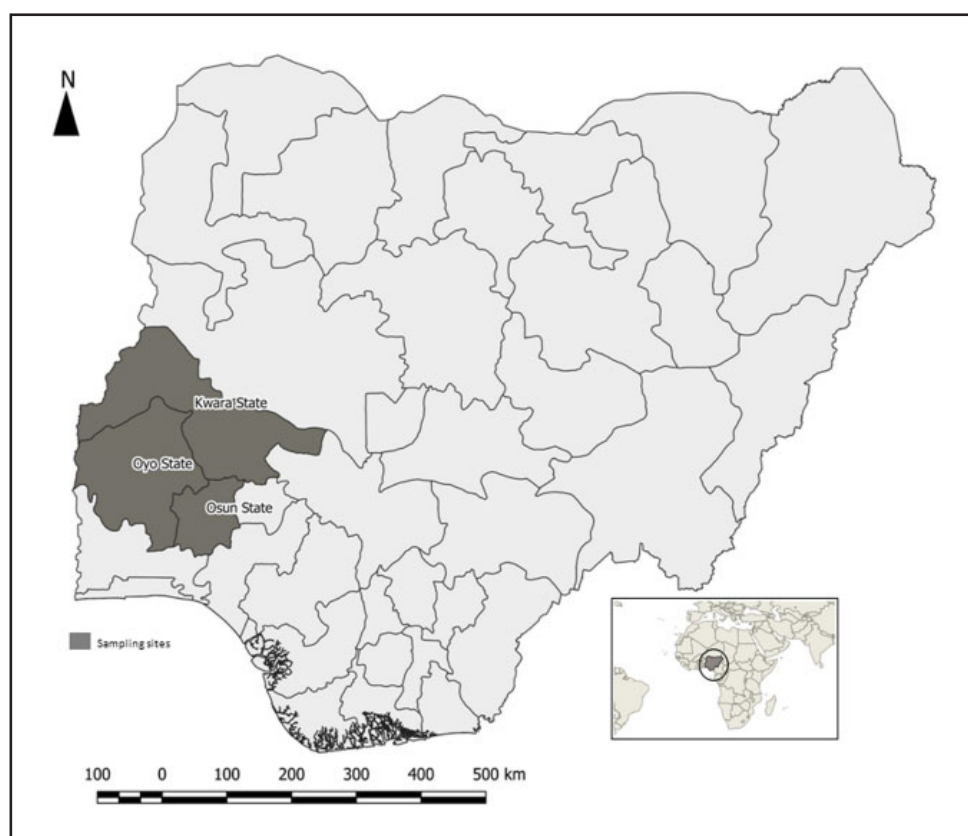 N
Kwara State
Oyo State
Osun State
Sampling sites
100 0 100 200 300 400 500 km